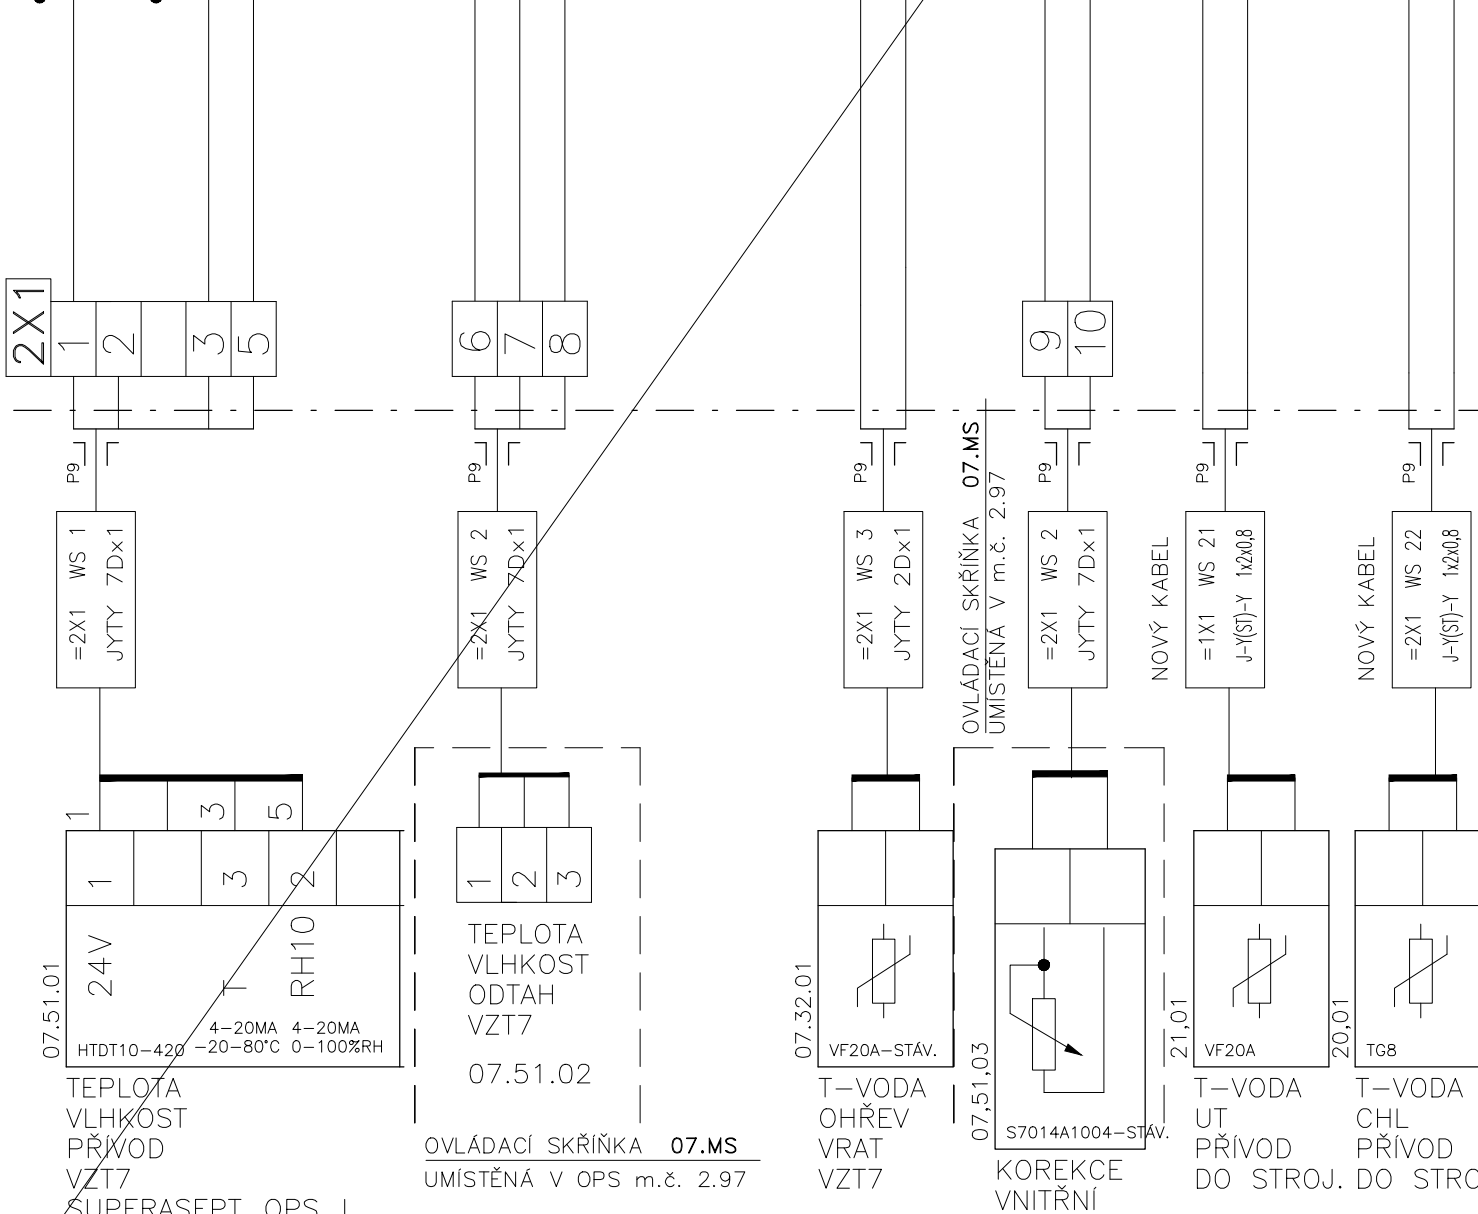 2X1
1
2
3
5
6
7
8
9
10
P9
P9
P9
P9
P9
P9
=2X1 WS 1
JYTY 7Dx1
=2X1 WS 2
JYTY 7Dx1
=2X1 WS 3
JYTY 2Dx1
OVLÁDACÍ SKŘÍŇKA 07.MS
UMÍSTĚNÁ V m.č. 2.97
=2X1 WS 2
JYTY 7Dx1
NOVÝ KABEL
=1X1 WS 21
J-Y(ST)-Y 1x2x0,8
NOVÝ KABEL
=2X1 WS 22
J-Y(ST)-Y 1x2x0,8
1
3
5
1
3
2
24V
T
RH10
4-20MA 4-20MA
HTDT10-420 -20-80°C 0-100%RH
07.51.01
TEPLOTA
VLHKOST
PŘÍVOD
VZT7
SUPERASEPT OPS I
1
2
3
TEPLOTA
VLHKOST
ODTAH
VZT7
07.51.02
OVLÁDACÍ SKŘÍŇKA 07.MS
UMÍSTĚNÁ V OPS m.č. 2.97
07.32.01
VF20A-STÁV.
T-VODA
OHŘEV
VRAT
VZT7
07,51,03
S7014A1004-STÁV.
KOREKCE
VNITŘNÍ
21,01
VF20A
T-VODA
UT
PŘÍVOD
DO STROJ.
20,01
TG8
T-VODA
CHL
PŘÍVOD
DO STRO